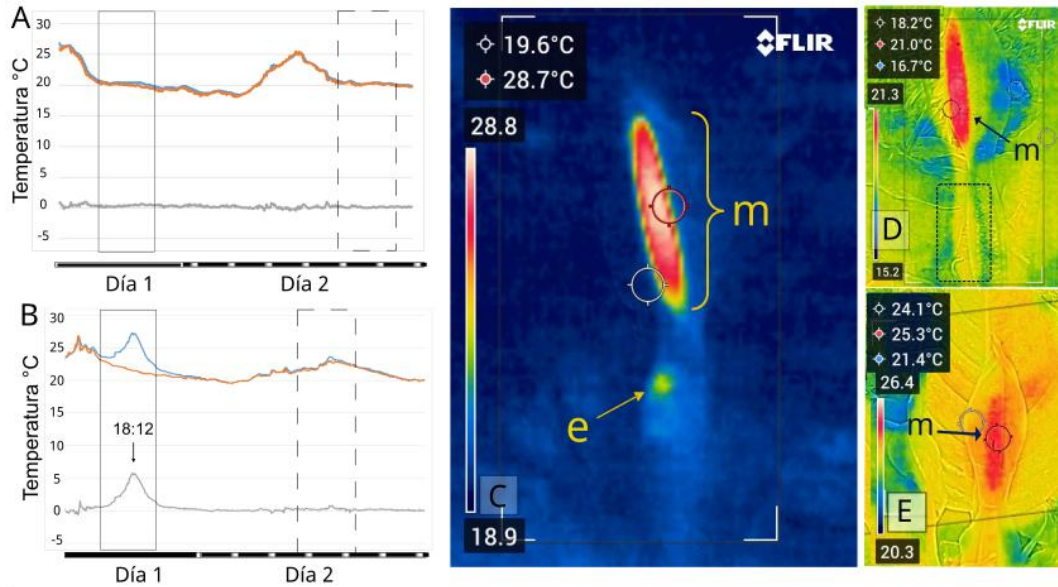 A
Temperatura °C
30
25
20
15
10
5
0
-5
Día 1
Día 2
B
Temperatura °C
30
25
20
15
10
5
0
-5
18:12
Día 1
Día 2
19.6°C
28.7°C
FLIR
28.8
m
e
C
18.9
18.2°C
21.0°C
16.7°C
FLIR
21.3
m
D
15.2
24.1°C
25.3°C
21.4°C
26.4
m
E
20.3